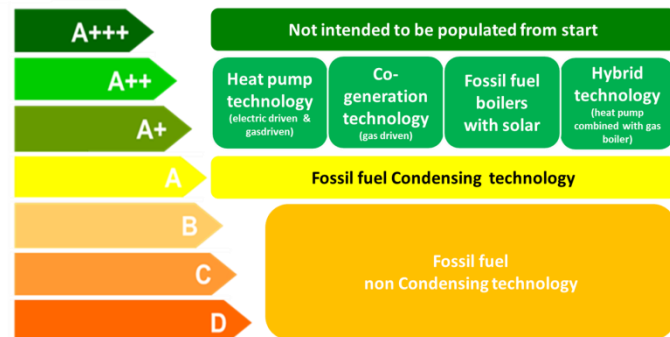 A+++
Not intended to be populated from start
A++
A+
Heat pump
technology
(electric driven &
gasdriven)
Co-
generation
technology
(gas driven)
Fossil fuel
boilers
with solar
Hybrid
technology
(heat pump
combined with gas
boiler)
A
Fossil fuel Condensing technology
B
C
D
Fossil fuel
non Condensing technology